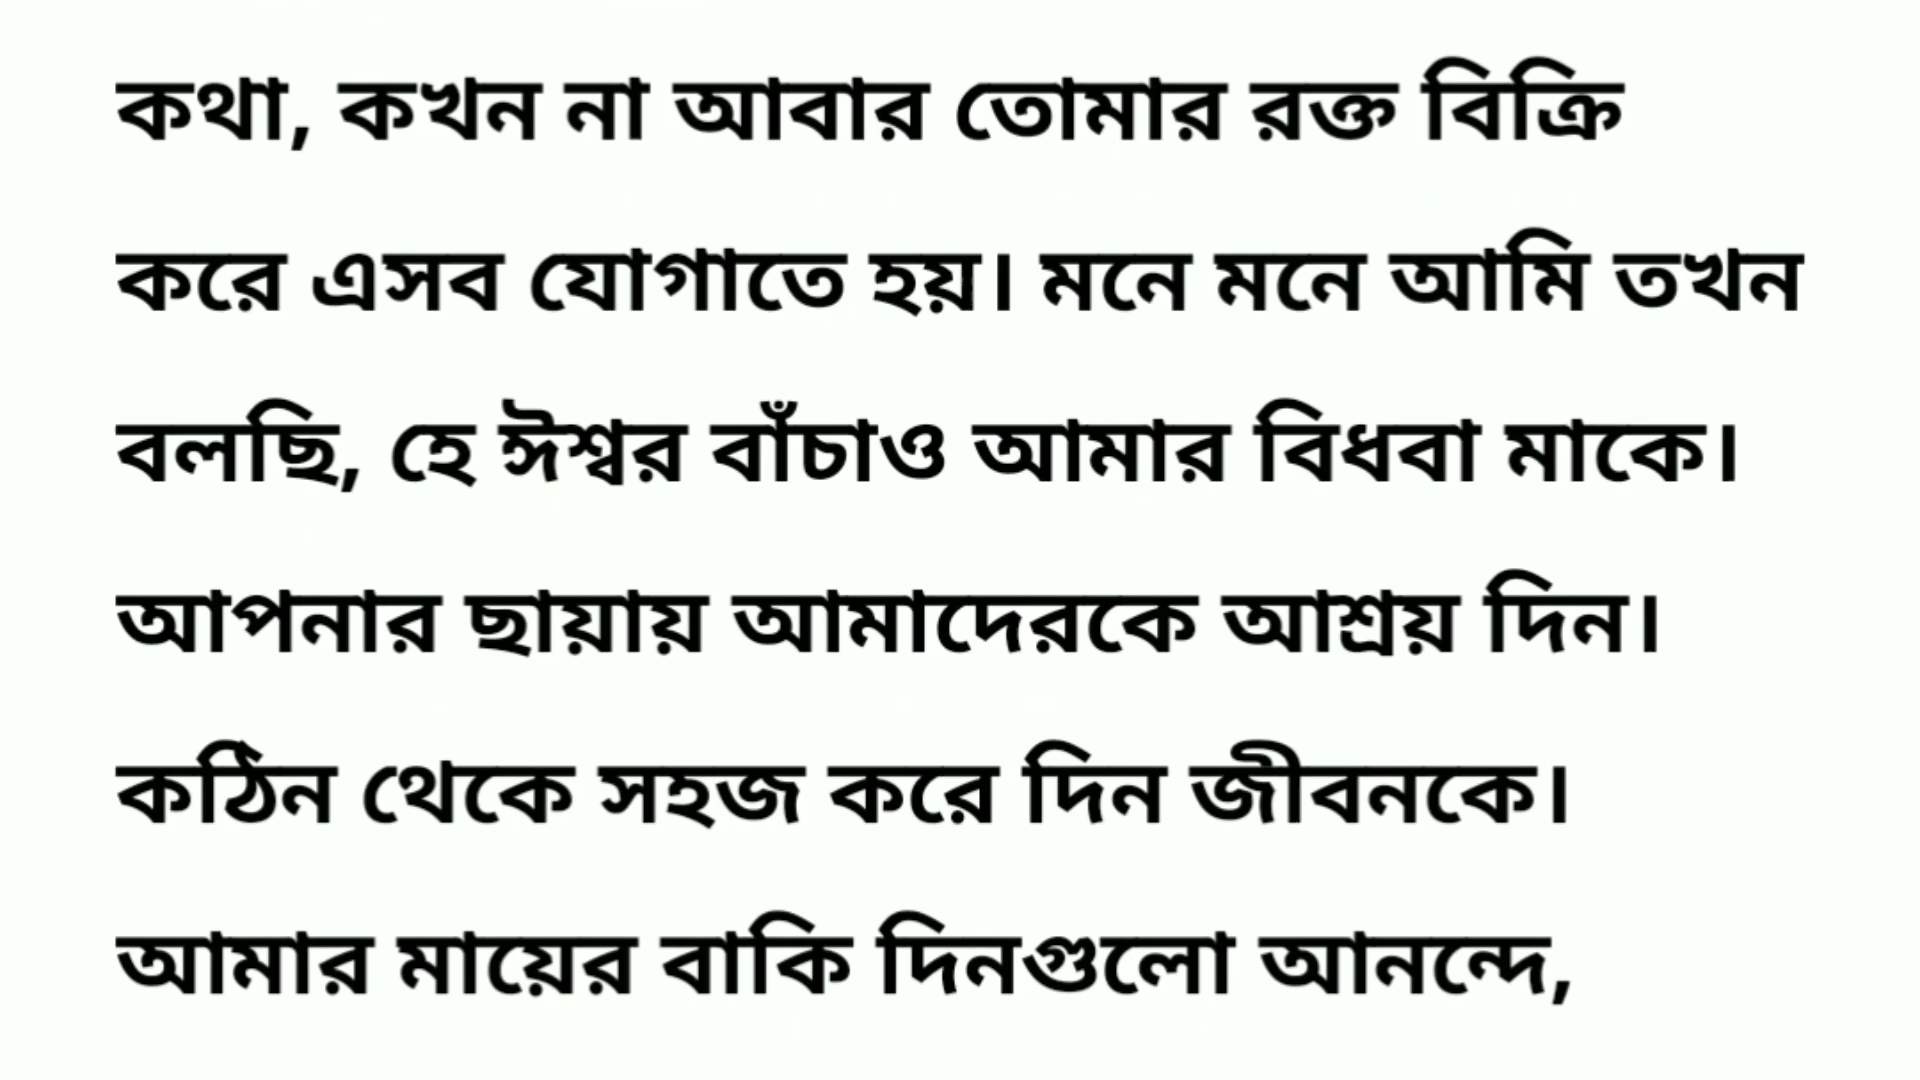 কথা, কখন না আবার তোমার রক্ত বিক্রি
করে এসব যোগাতে হয়। মনে মনে আমি তখন
বলছি, হে ঈশ্বর বাঁচাও আমার বিধবা মাকে।
আপনার ছায়ায় আমাদেরকে আশ্রয় দিন।
কঠিন থেকে সহজ করে দিন জীবনকে।
আমার মায়ের বাকি দিনগুলো আনন্দে,